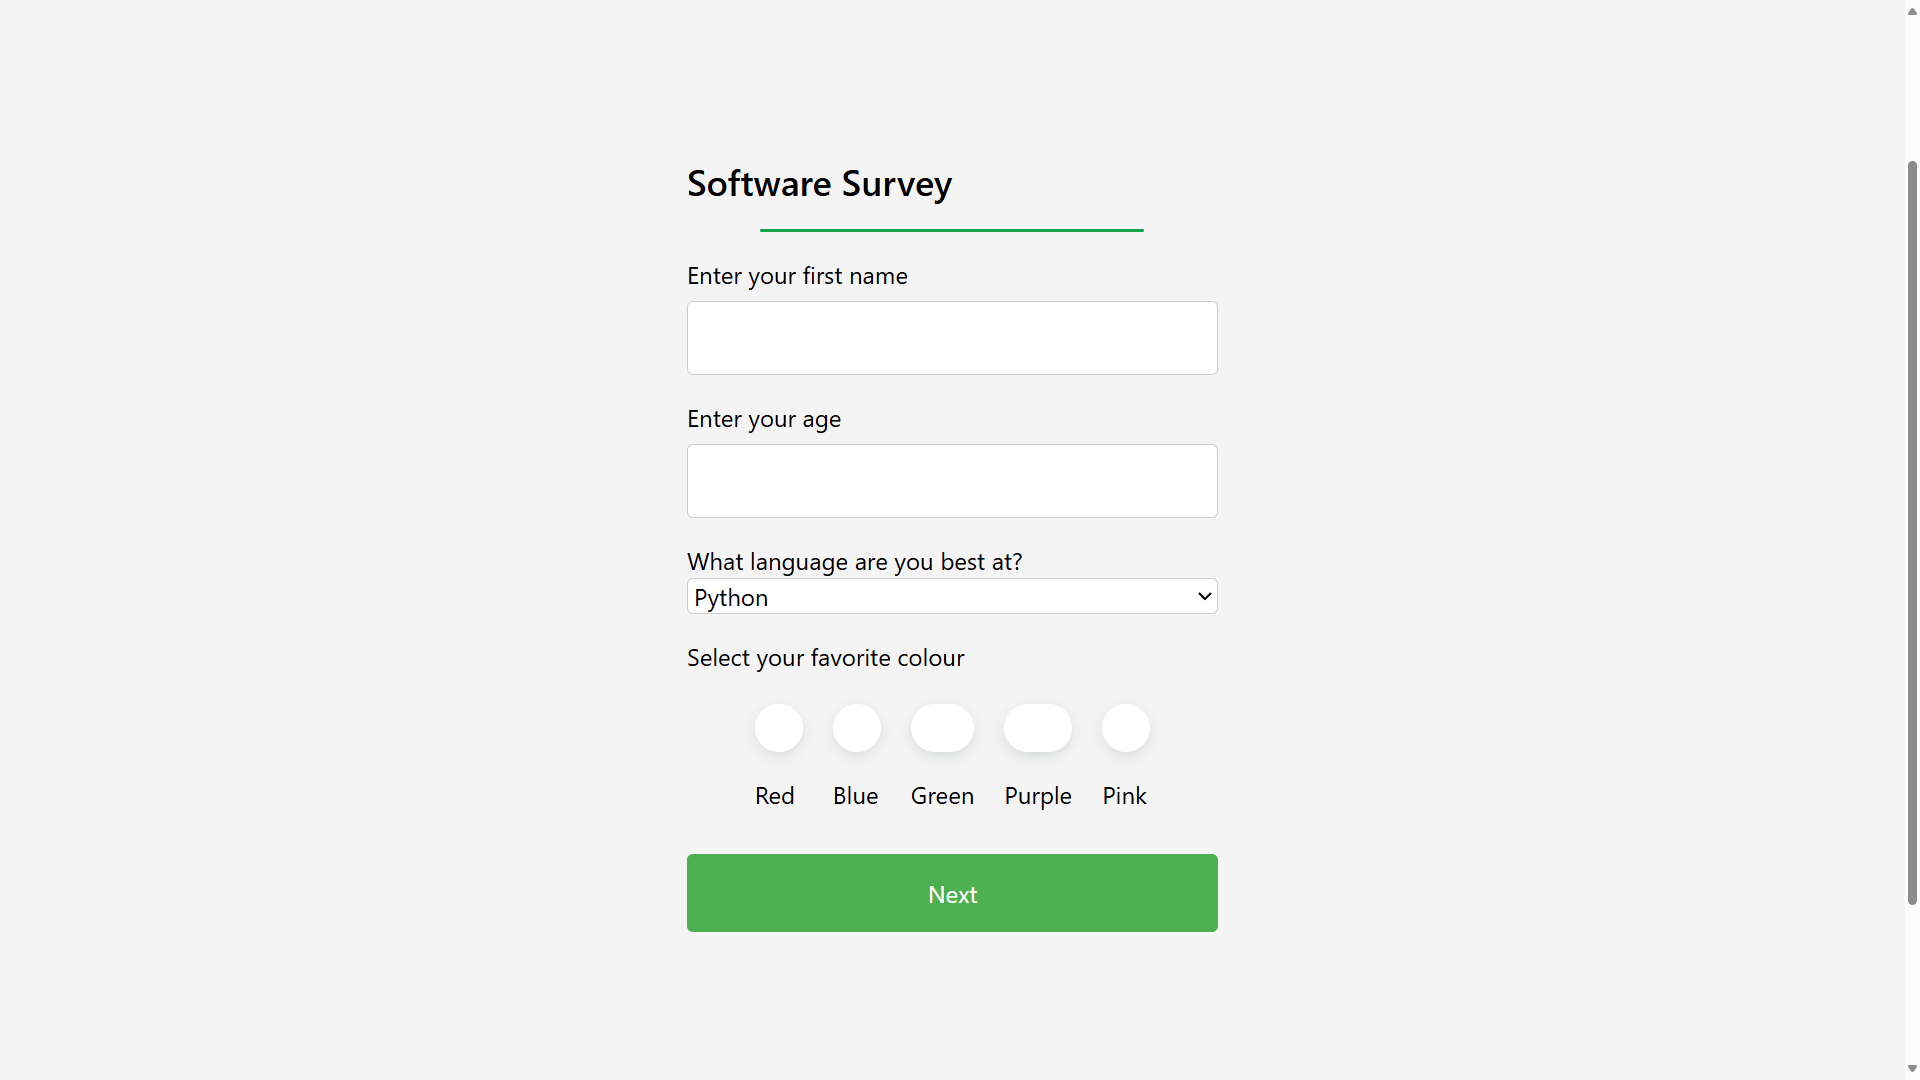 Software Survey
Enter your first name
Enter your age
What language are you best at?
Python
Select your favorite colour
Red Blue Green Purple Pink
Next